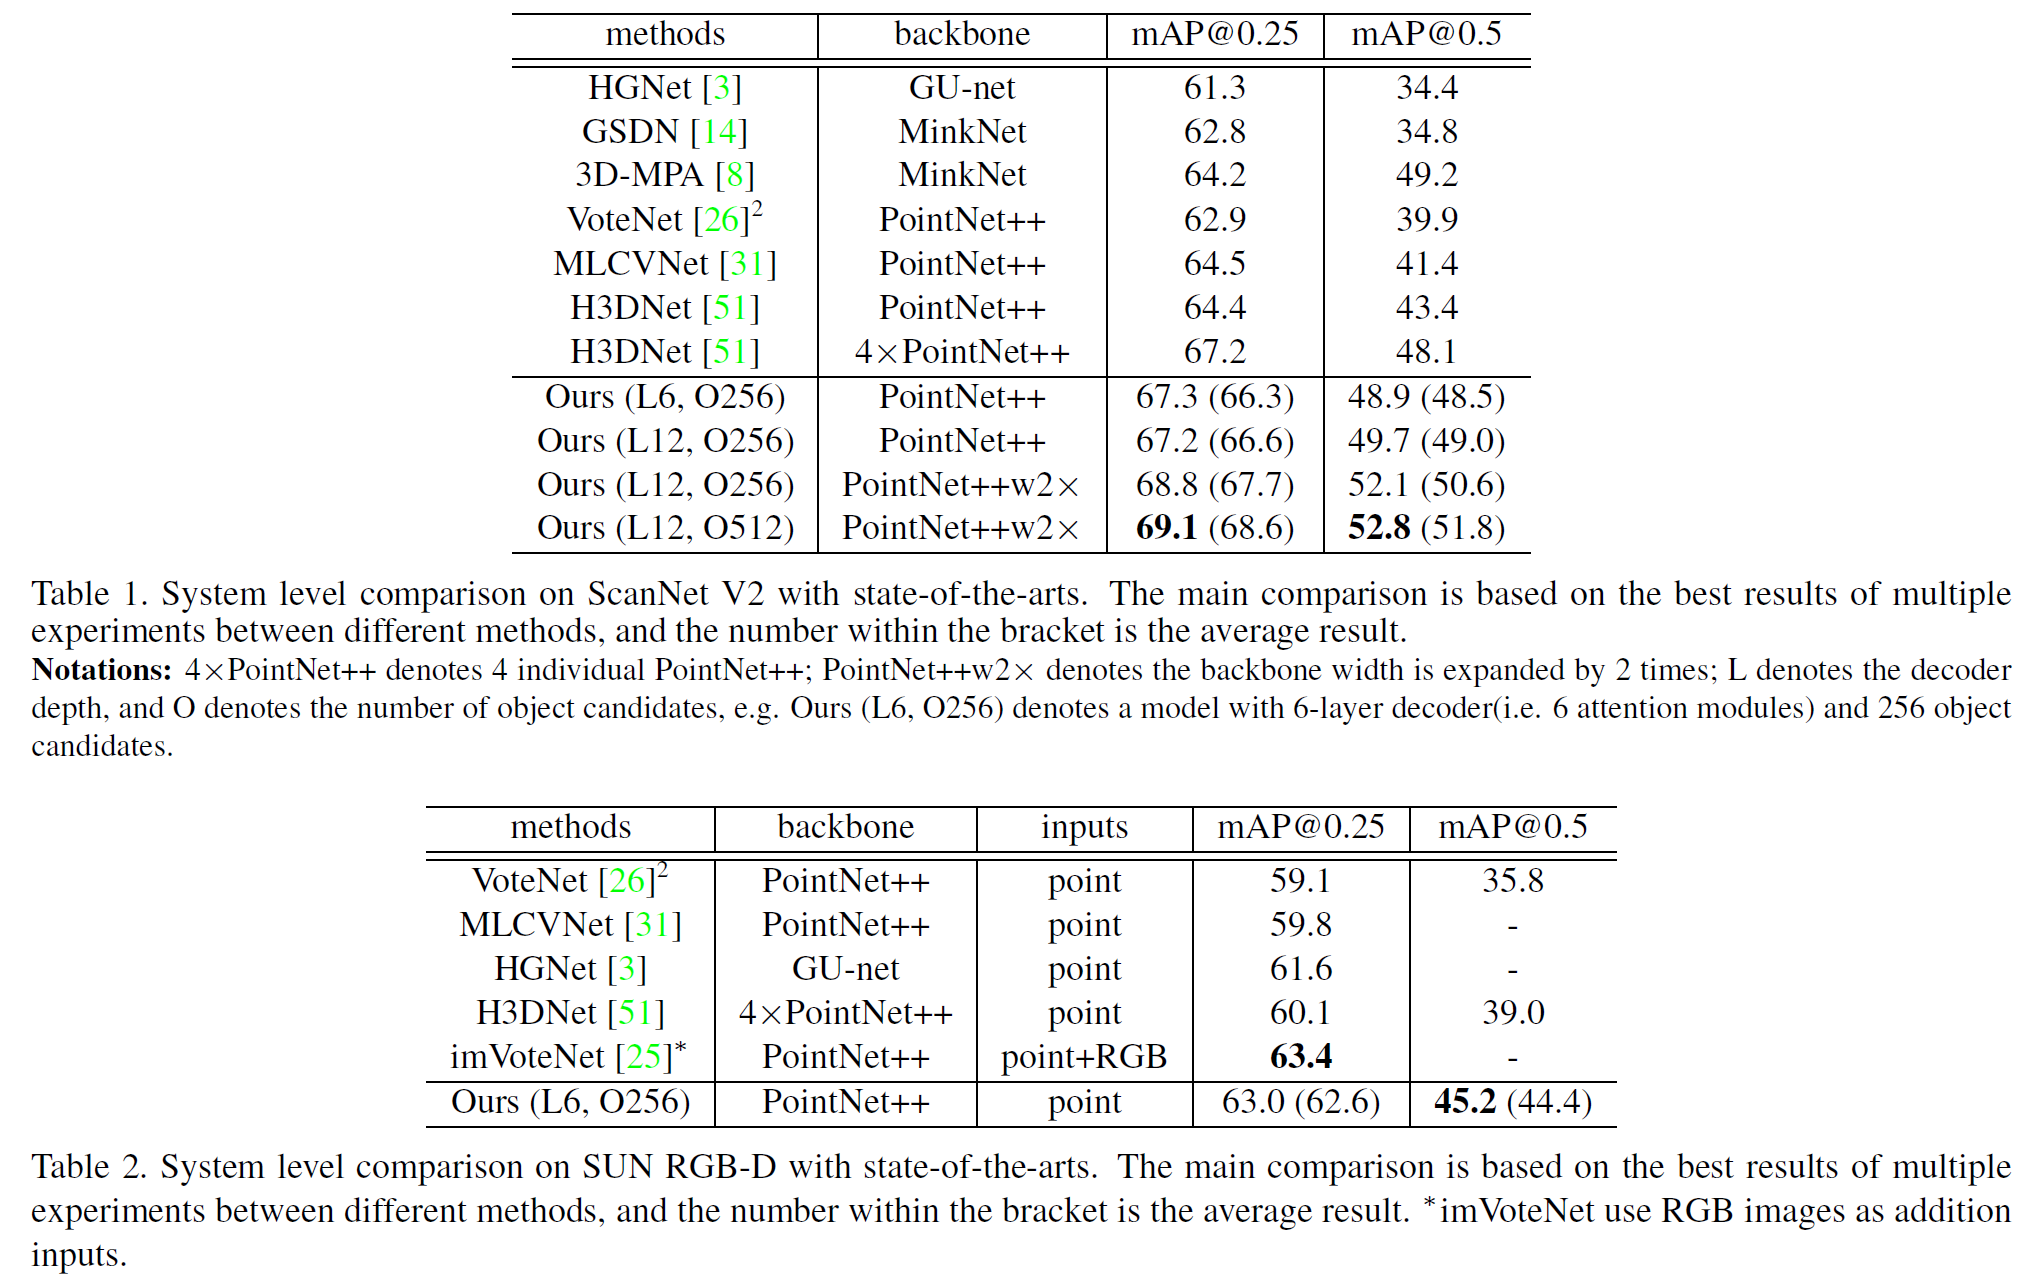 methods backbone mAP@0.25 mAP@0.5
HGNet [3] GU-net 61.3 34.4
GSDN [14] MinkNet 62.8 34.8
3D-MPA [8] MinkNet 64.2 49.2
VoteNet [26]² PointNet++ 62.9 39.9
MLCVNet [31] PointNet++ 64.5 41.4
H3DNet [51] PointNet++ 64.4 43.4
H3DNet [51] 4×PointNet++ 67.2 48.1
Ours (L6, O256) PointNet++ 67.3 (66.3) 48.9 (48.5)
Ours (L12, O256) PointNet++ 67.2 (66.6) 49.7 (49.0)
Ours (L12, O256) PointNet++w2× 68.8 (67.7) 52.1 (50.6)
Ours (L12, O512) PointNet++w2× 69.1 (68.6) 52.8 (51.8)
Table 1. System level comparison on ScanNet V2 with state-of-the-arts. The main comparison is based on the best results of multiple
experiments between different methods, and the number within the bracket is the average result.
Notations: 4×PointNet++ denotes 4 individual PointNet++; PointNet++w2× denotes the backbone width is expanded by 2 times; L denotes the decoder
depth, and O denotes the number of object candidates, e.g. Ours (L6, O256) denotes a model with 6-layer decoder(i.e. 6 attention modules) and 256 object
candidates.
methods backbone inputs mAP@0.25 mAP@0.5
VoteNet [26]² PointNet++ point 59.1 35.8
MLCVNet [31] PointNet++ point 59.8 -
HGNet [3] GU-net point 61.6 -
H3DNet [51] 4×PointNet++ point 60.1 39.0
imVoteNet [25]* PointNet++ point+RGB 63.4 -
Ours (L6, O256) PointNet++ point 63.0 (62.6) 45.2 (44.4)
Table 2. System level comparison on SUN RGB-D with state-of-the-arts. The main comparison is based on the best results of multiple
experiments between different methods, and the number within the bracket is the average result. *imVoteNet use RGB images as addition
inputs.